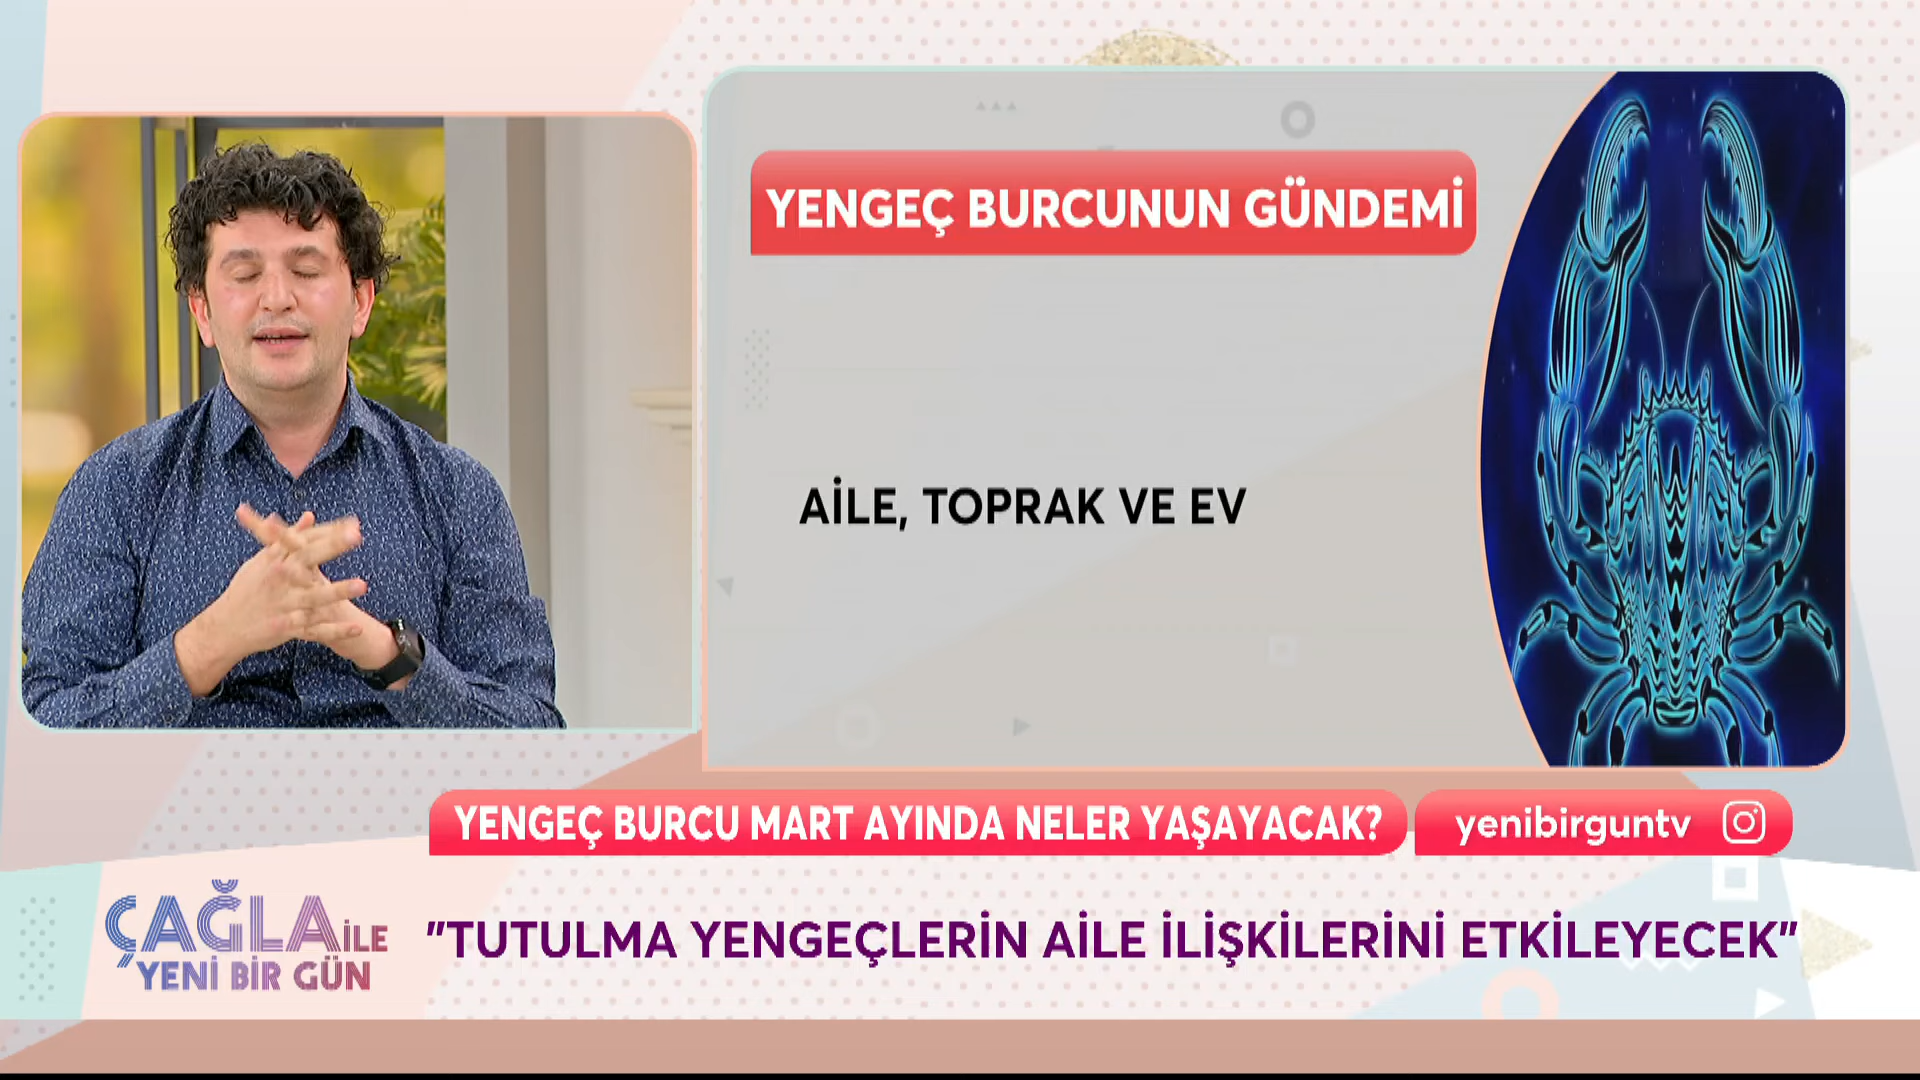 YENGEÇ BURCUNUN GÜNDEMİ
AİLE, TOPRAK VE EV
YENGEÇ BURCU MART AYINDA NELER YAŞAYACAK?
yenibirguntv
ÇAĞLA İLE
YENİ BİR GÜN
"TUTULMA YENGEÇLERİN AİLE İLİŞKİLERİNİ ETKİLEYECEK"